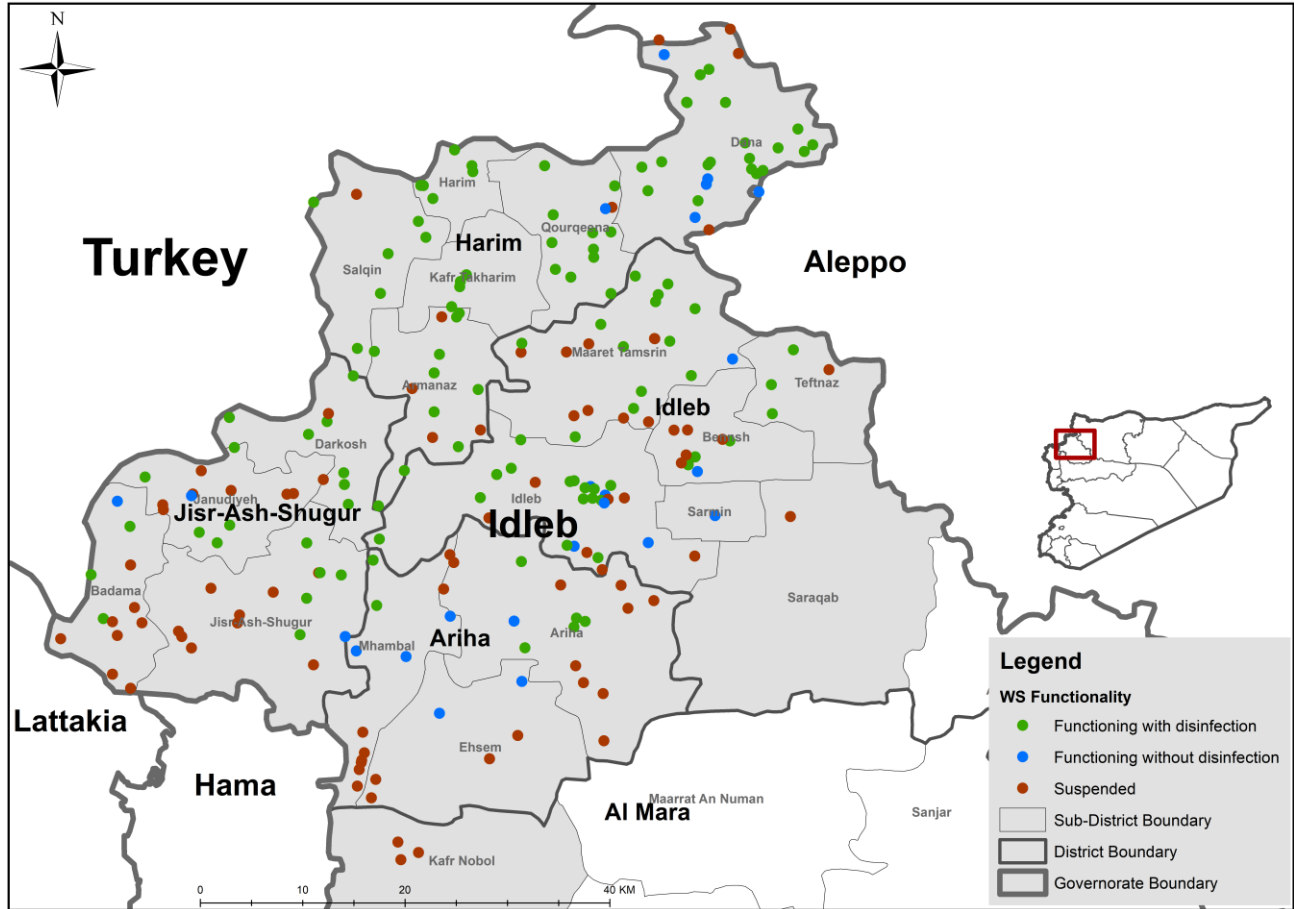 N
Dana
Harim
Turkey
Harim
Qourqeena
Aleppo
Salqin
Kafr Takharim
Maaret Tamsrin
Teftnaz
Armanaz
Idleb
Darkosh
Bennsh
Janudiyeh
Idleb
Jisr-Ash-Shugur
Sarmin
Idleb
Badama
Saraqab
Jisr-Ash-Shugur
Ariha
Ariha
Mhambal
Lattakia
Ehsem
Hama
Maarrat An Numan
Al Mara
Sanjar
Kafr Nobol
0
20
40 KM
Legend
WS Functionality
Functioning with disinfection
Functioning without disinfection
Suspended
Sub-District Boundary
District Boundary
Governorate Boundary